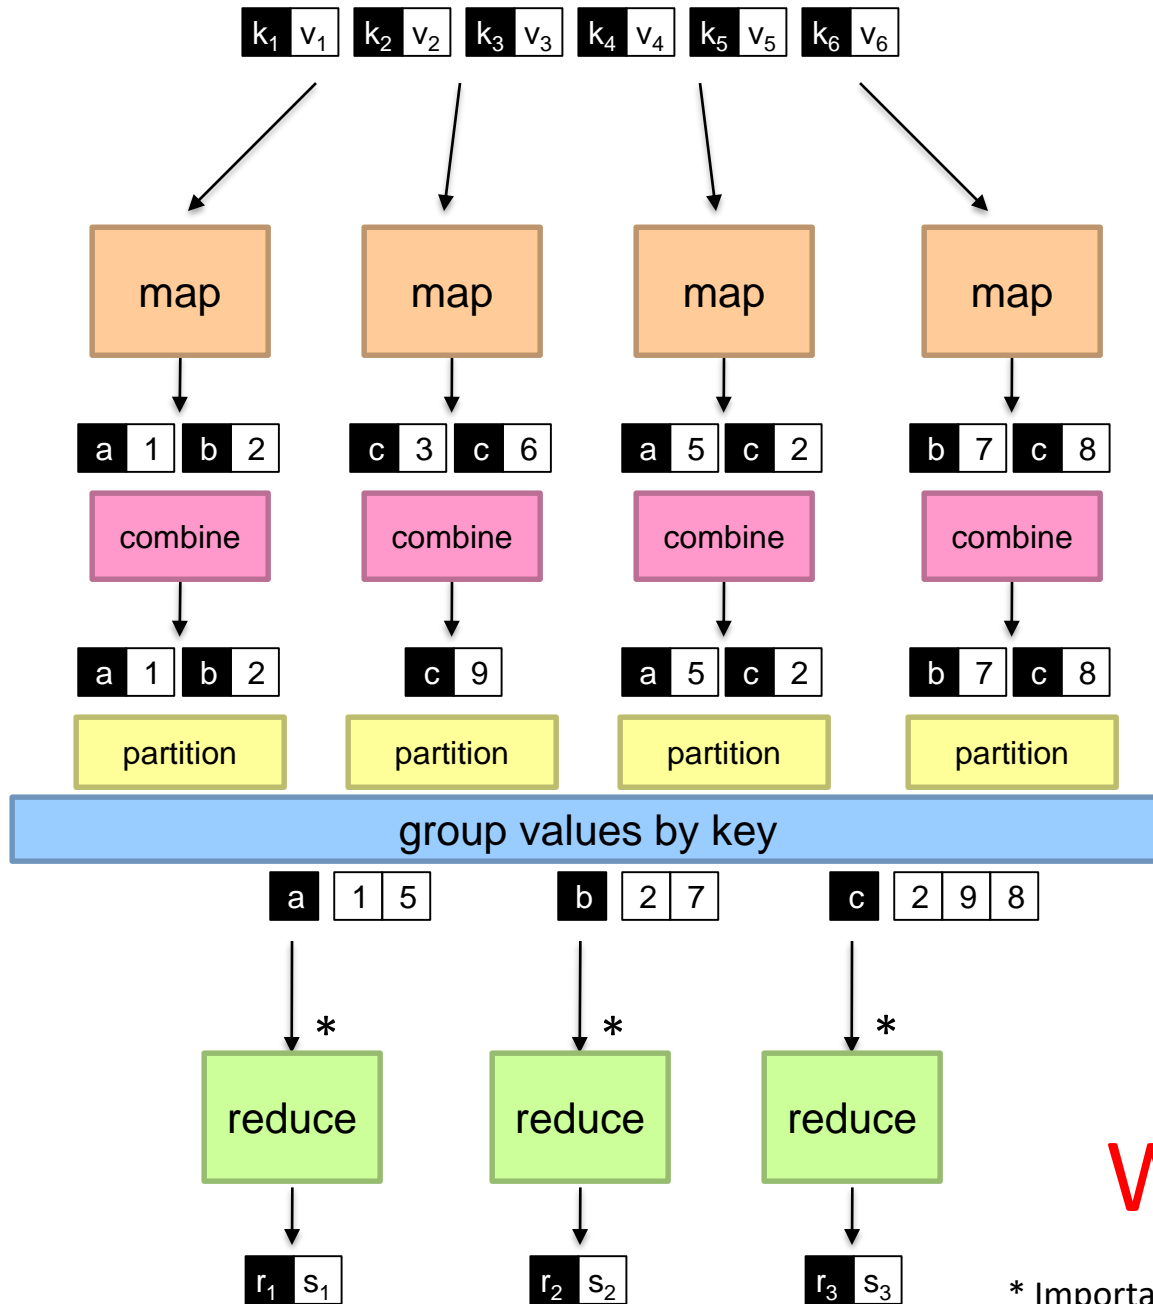 k₁ v₁ k₂ v₂ k₃ v₃ k₄ v₄ k₅ v₅ k₆ v₆
map map map map
a 1 b 2 c 3 c 6 a 5 c 2 b 7 c 8
combine combine combine combine
a 1 b 2 c 9 a 5 c 2 b 7 c 8
partition partition partition partition
group values by key
a 1 5 b 2 7 c 2 9 8
* * *
reduce reduce reduce
r₁ s₁ r₂ s₂ r₃ s₃
*